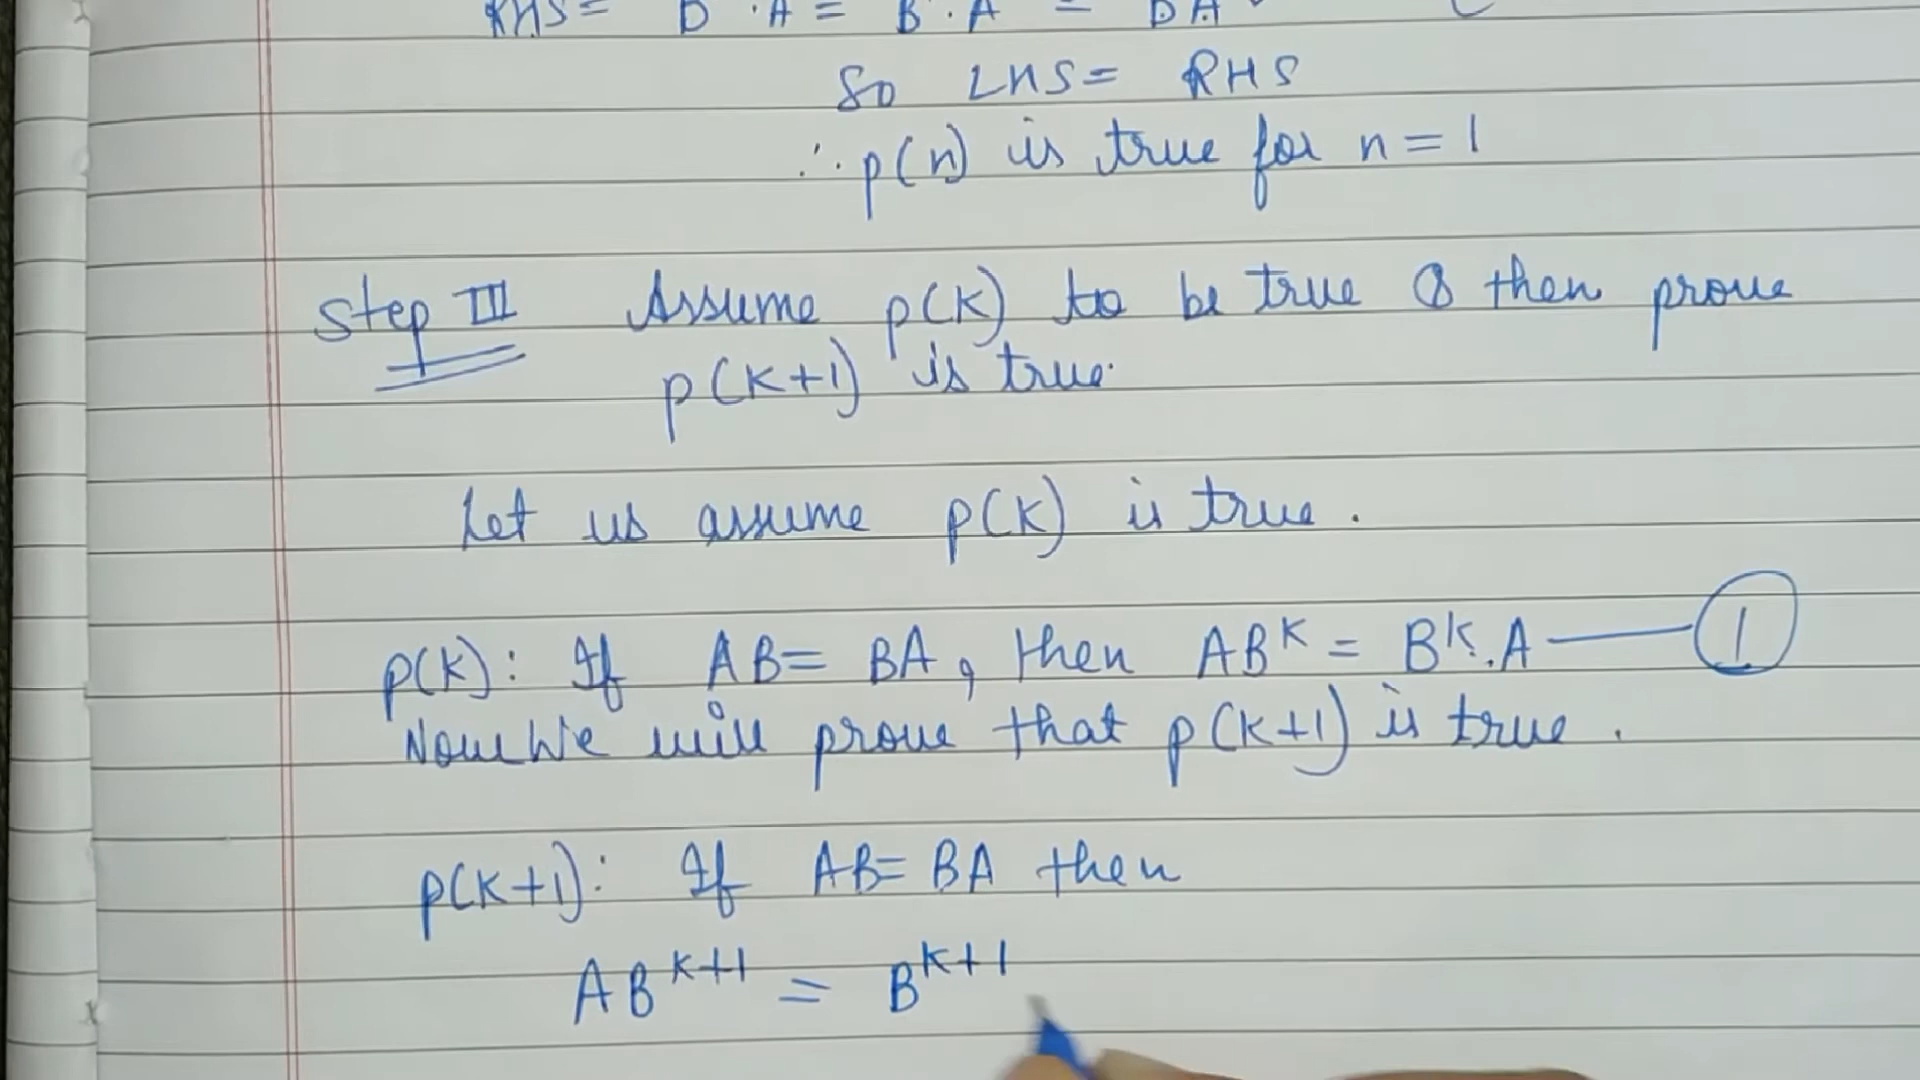 RHS = B . A = B . A = BA
So LHS = RHS
∴ p(n) is true for n = 1
Step III Assume p(K) to be true & then prove
p(K+1) is true.
Let us assume p(K) is true.
p(K): If AB = BA, then AB^K = B^K.A — 1
Now We will prove that p(K+1) is true.
p(K+1): If AB = BA then
AB^K+1 = B^K+1